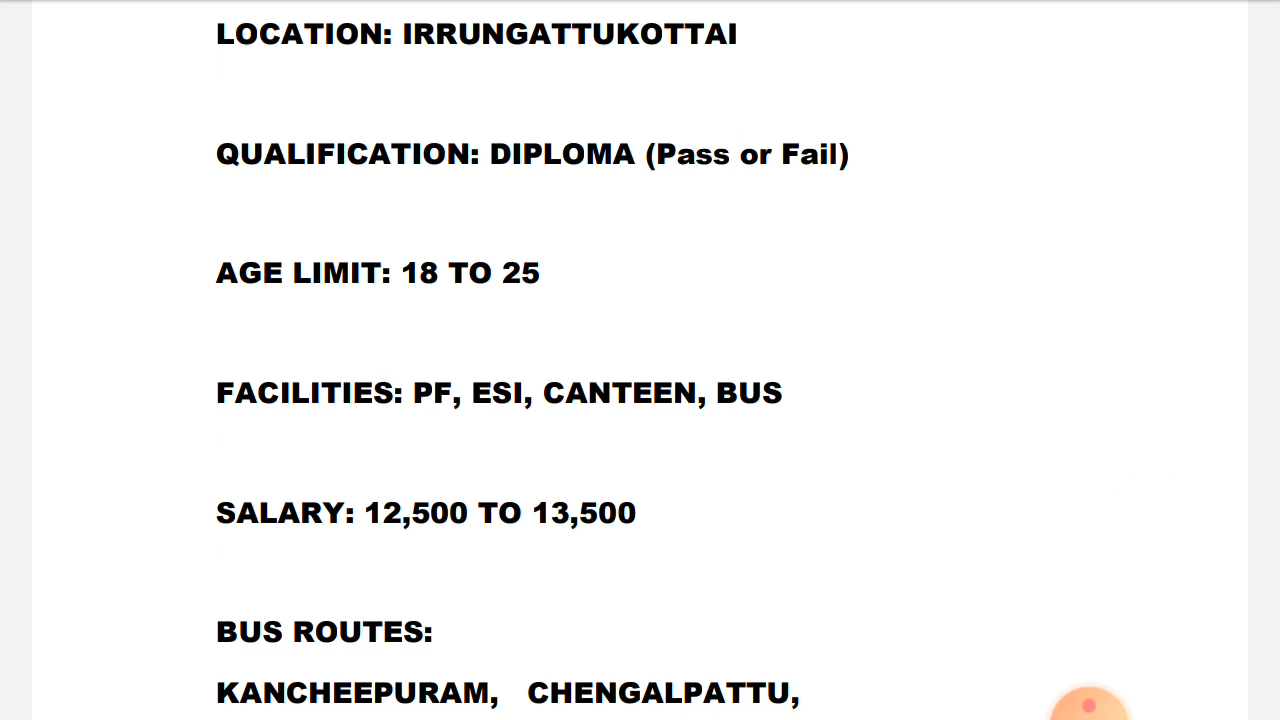 LOCATION: IRRUNGATTUKOTTAI
QUALIFICATION: DIPLOMA (Pass or Fail)
AGE LIMIT: 18 TO 25
FACILITIES: PF, ESI, CANTEEN, BUS
SALARY: 12,500 TO 13,500
BUS ROUTES:
KANCHEEPURAM, CHENGALPATTU,